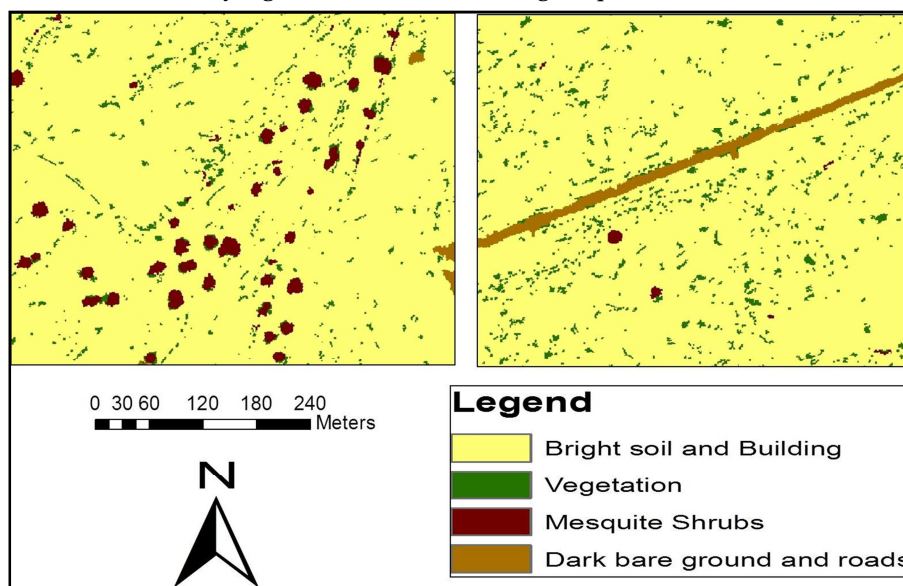 0 30 60 120 180 240
Meters
N
Legend
Bright soil and Building
Vegetation
Mesquite Shrubs
Dark bare ground and roads